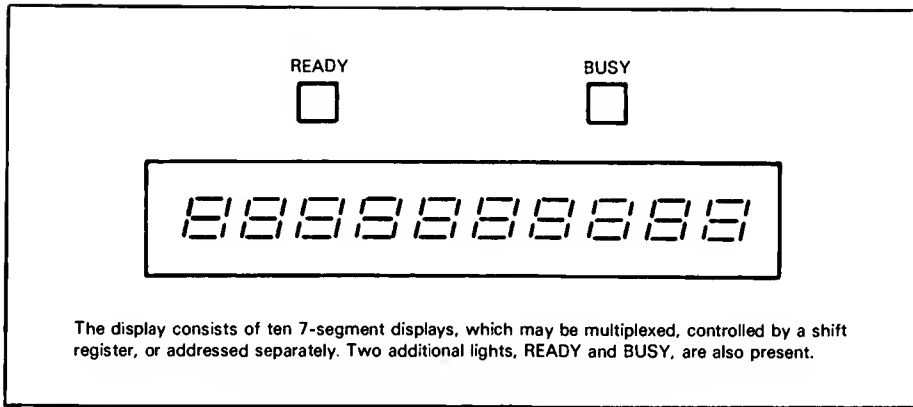 READY BUSY
The display consists of ten 7-segment displays, which may be multiplexed, controlled by a shift
register, or addressed separately. Two additional lights, READY and BUSY, are also present.